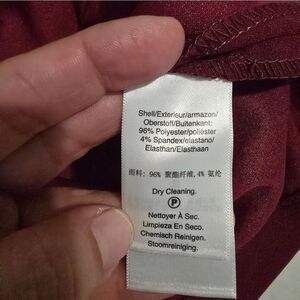 Shell/Exterieur/armazon/
Oberstoff/Buitenkant:
96% Polyester/poliéster
4% Spandex/elastano/
Elasthan/Elasthaan
面料: 96% 聚酯纤维, 4% 氨纶
Dry Cleaning.
P
Nettoyer À Sec.
Limpieza En Seco.
Chemisch Reinigen.
Stoomreiniging.